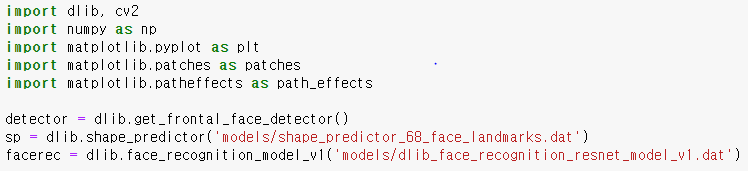 import dlib, cv2
import numpy as np
import matplotlib.pyplot as plt
import matplotlib.patches as patches
import matplotlib.patheffects as path_effects
detector = dlib.get_frontal_face_detector()
sp = dlib.shape_predictor('models/shape_predictor_68_face_landmarks.dat')
facerec = dlib.face_recognition_model_v1('models/dlib_face_recognition_resnet_model_v1.dat')